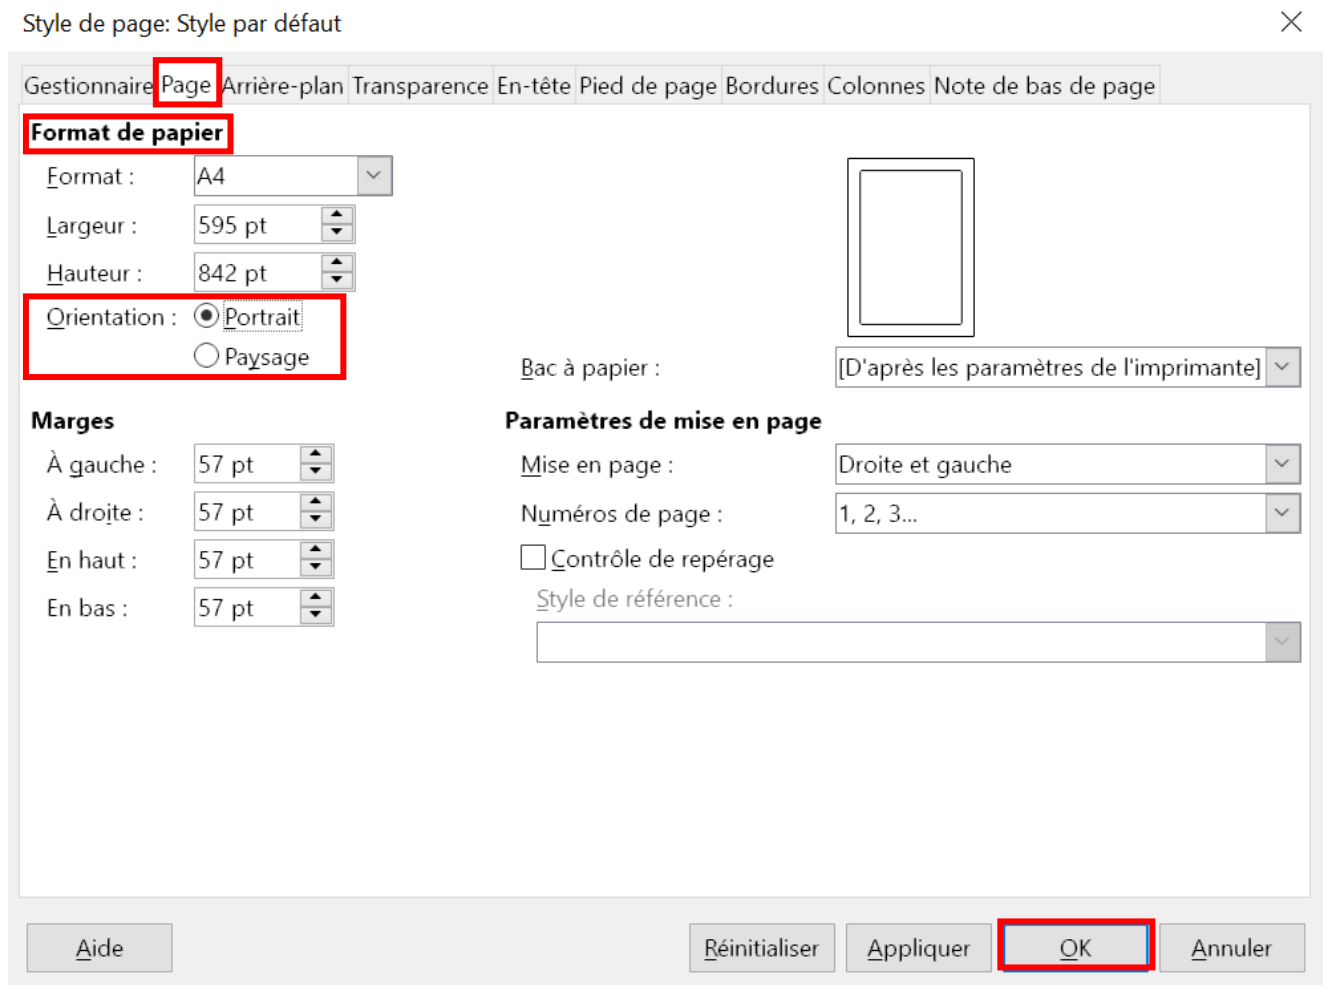 Style de page: Style par défaut
Gestionnaire Page Arrière-plan Transparence En-tête Pied de page Bordures Colonnes Note de bas de page
Format de papier
Format : A4
Largeur : 595 pt
Hauteur : 842 pt
Orientation : Portrait
Paysage
Bac à papier : [D'après les paramètres de l'imprimante]
Marges
À gauche : 57 pt
À droite : 57 pt
En haut : 57 pt
En bas : 57 pt
Paramètres de mise en page
Mise en page : Droite et gauche
Numéros de page : 1, 2, 3...
Contrôle de repérage
Style de référence :
Aide Réinitialiser Appliquer OK Annuler